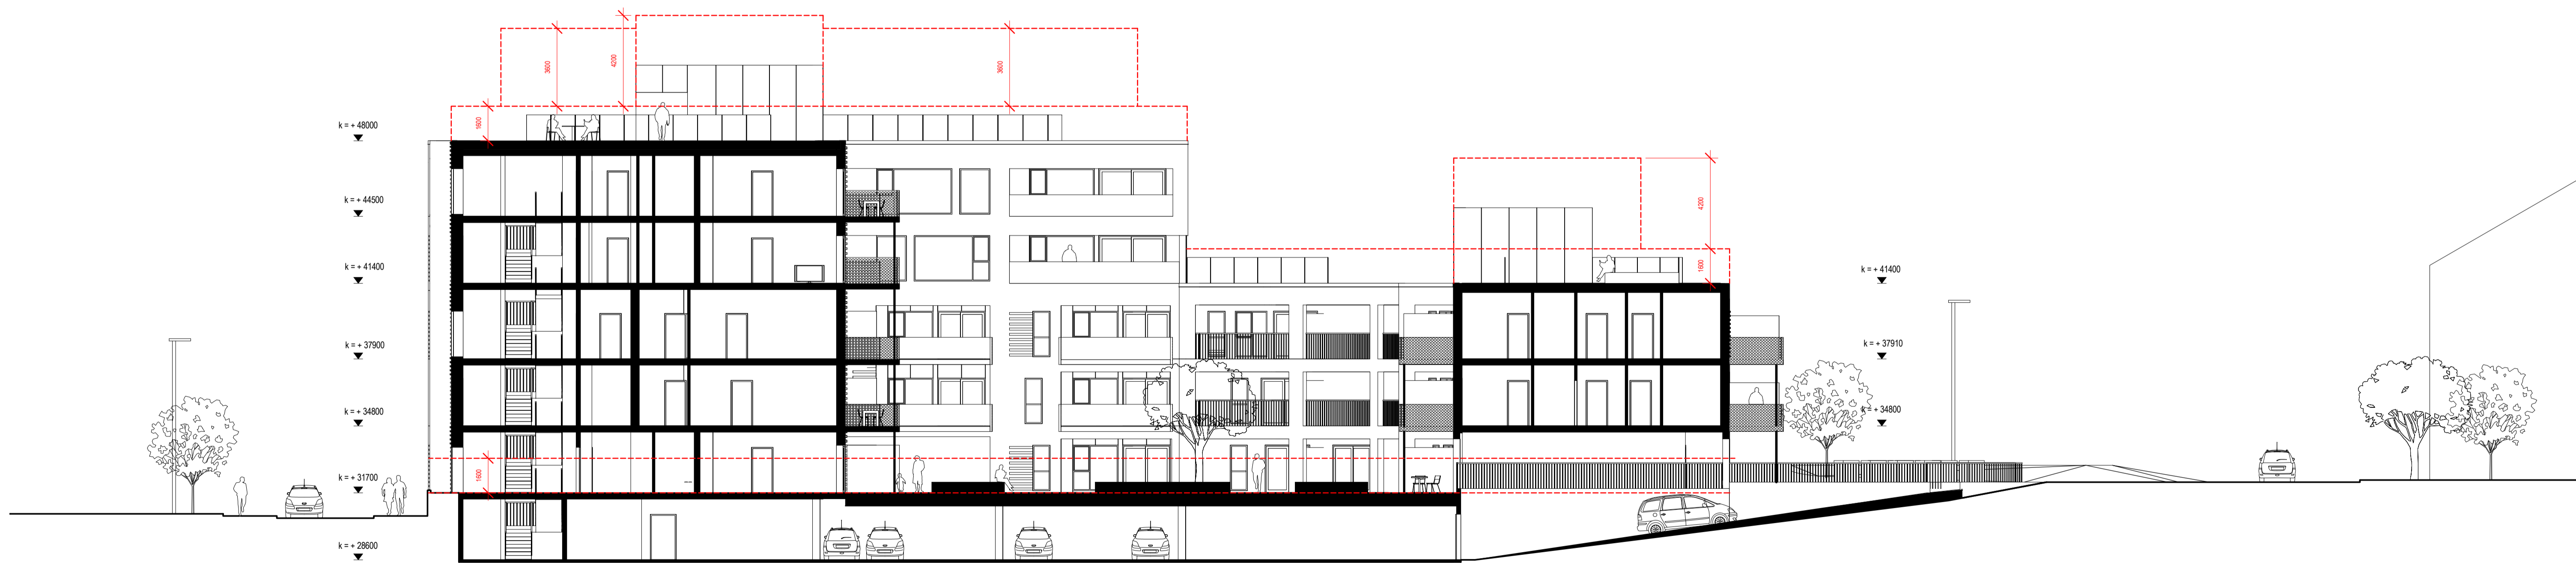 4200
3600
3600
1600
k = + 48000
4200
k = + 44500
k = + 41400
1600
k = + 41400
k = + 37900
k = + 37910
k = + 34800
k = + 34800
k = + 31700
1600
k = + 28600